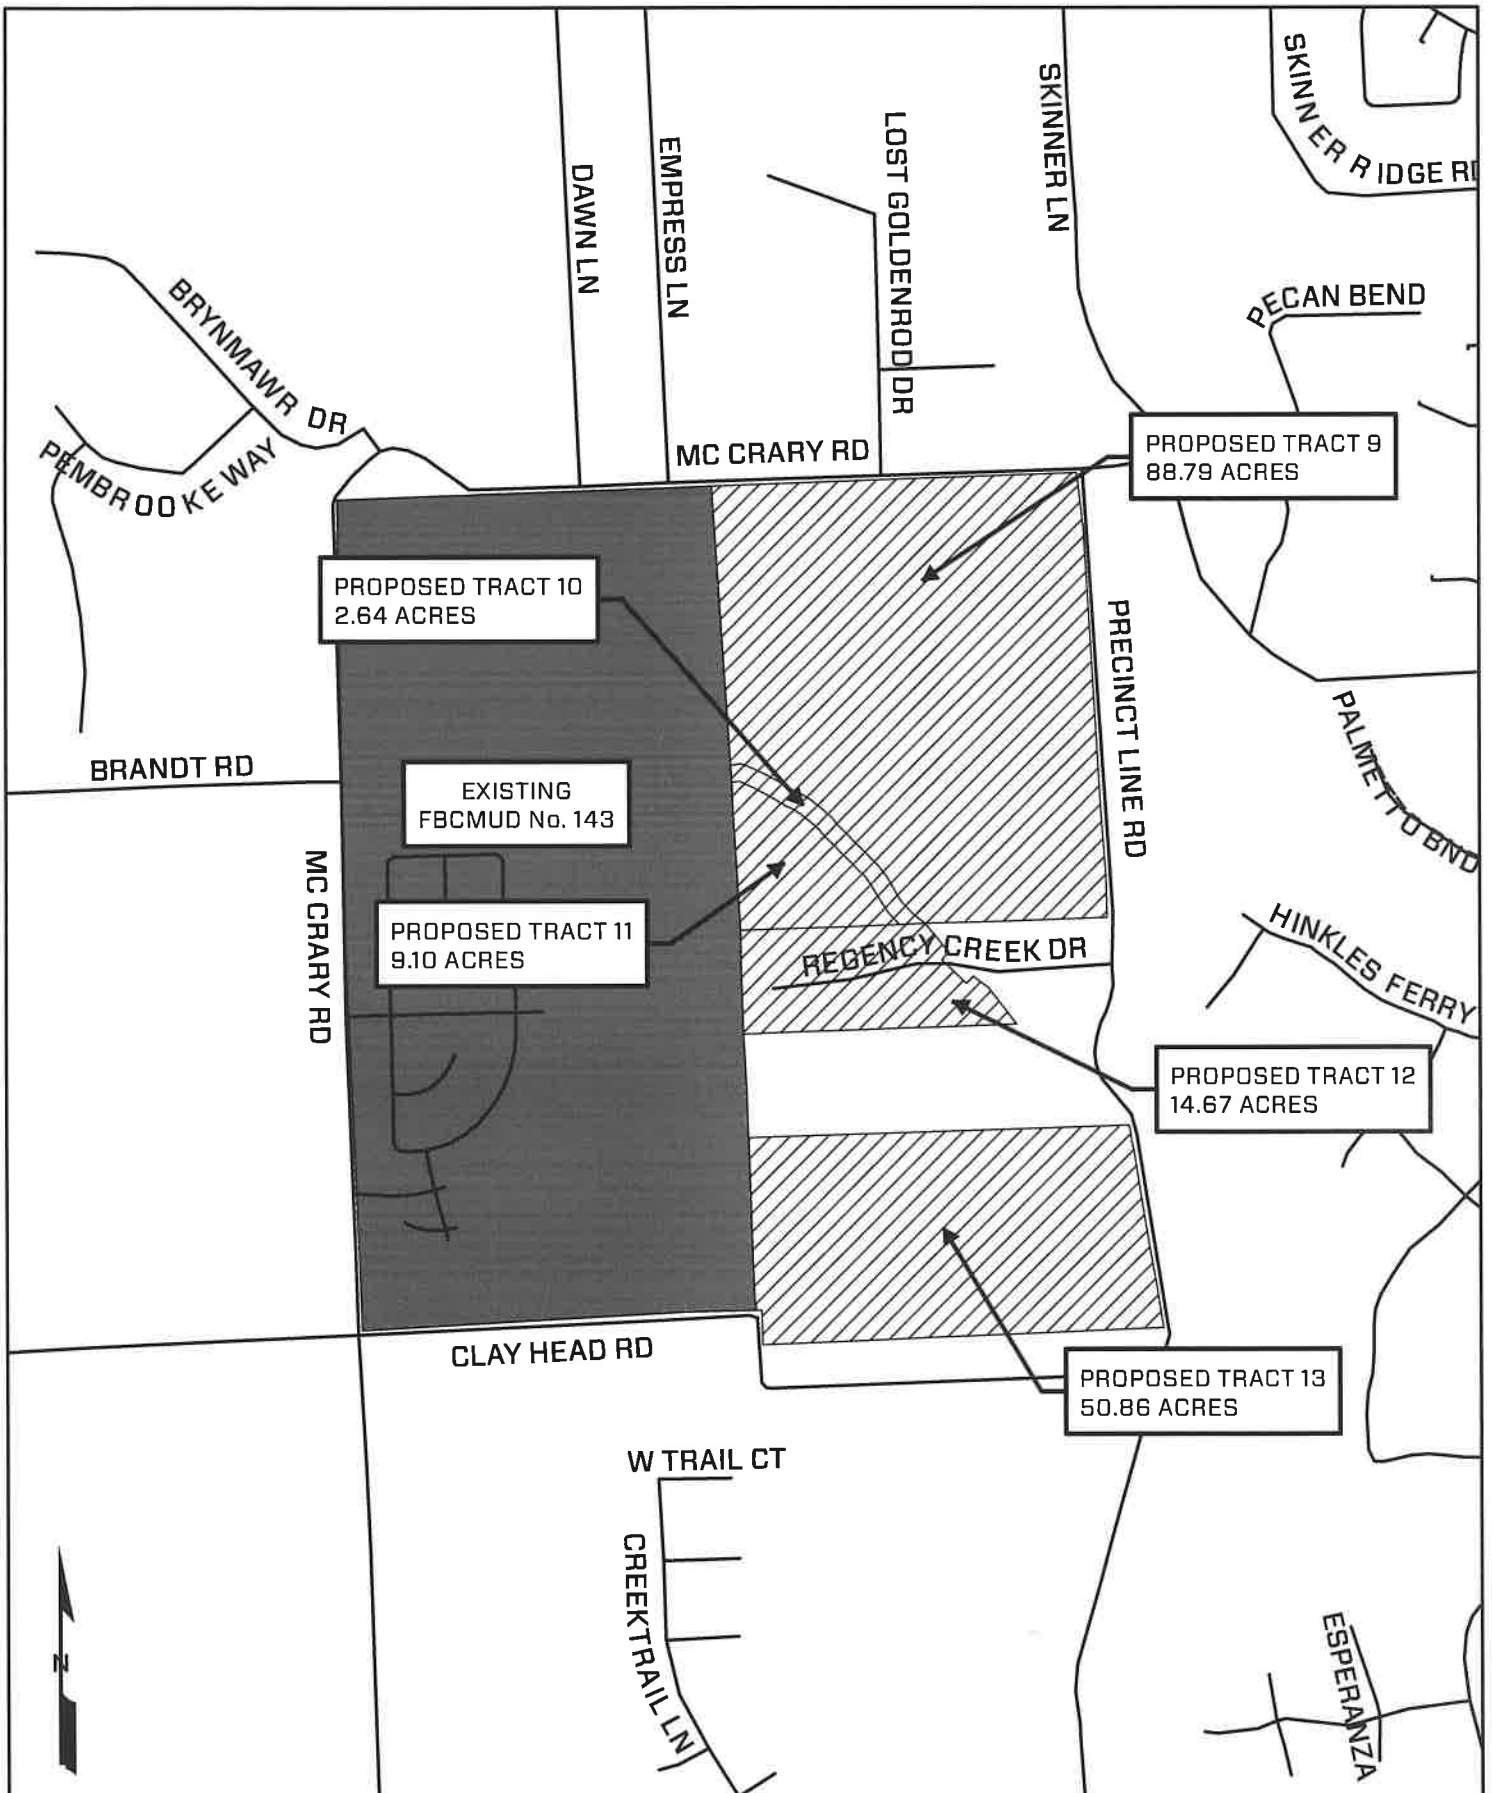 SKINNER RIDGE RD
SKINNER LN
LOST GOLDENROD DR
EMPRESS LN
DAWN LN
BRYNMAWR DR
PECAN BEND
PEMBROOKE WAY
MC CRARY RD
PROPOSED TRACT 9
88.79 ACRES
PROPOSED TRACT 10
2.64 ACRES
PRECINCT LINE RD
PALMETTO BND
BRANDT RD
EXISTING
FBCMUD No. 143
MC CRARY RD
PROPOSED TRACT 11
9.10 ACRES
REGENCY CREEK DR
HINKLES FERRY
PROPOSED TRACT 12
14.67 ACRES
CLAY HEAD RD
PROPOSED TRACT 13
50.86 ACRES
W TRAIL CT
CREEKTRAIL LN
N
ESPERANZA